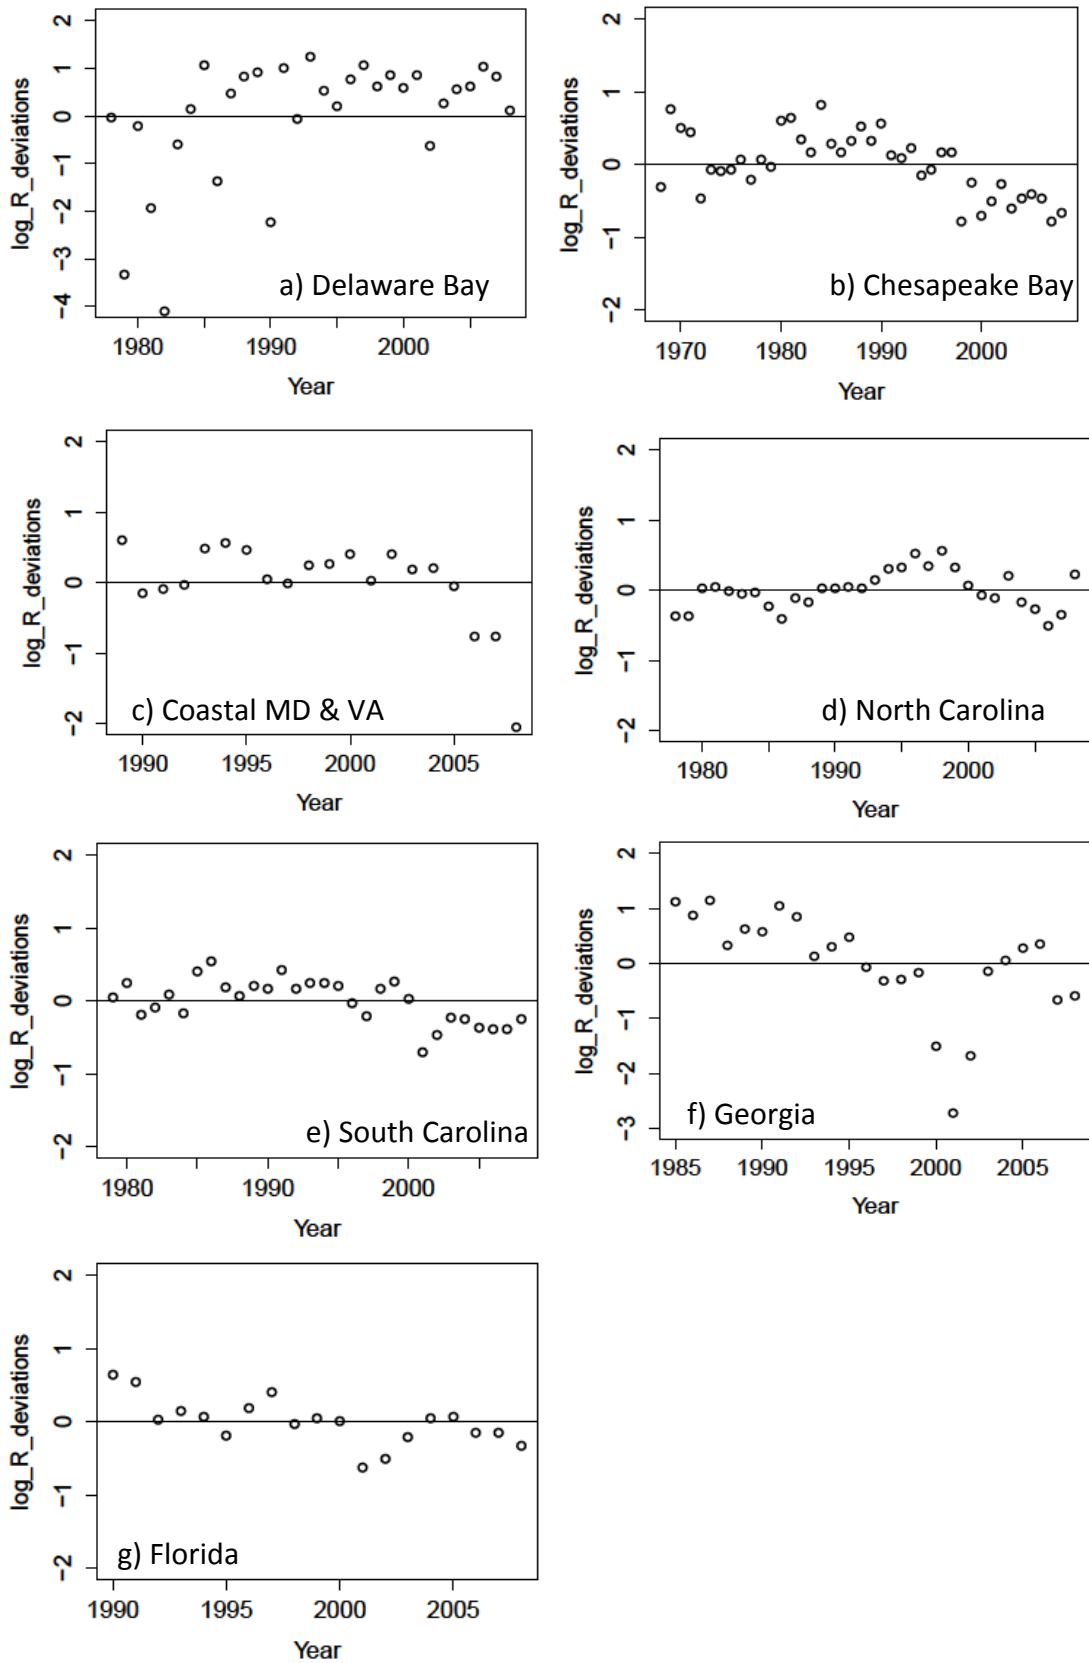 2
1
0
−1
−2
−3
−4
log_R_deviations
a) Delaware Bay
1980 1990 2000
Year
2
1
0
−1
−2
log_R_deviations
b) Chesapeake Bay
1970 1980 1990 2000
Year
2
1
0
−1
−2
log_R_deviations
c) Coastal MD & VA
1990 1995 2000 2005
Year
2
1
0
−1
−2
log_R_deviations
d) North Carolina
1980 1990 2000
Year
2
1
0
−1
−2
log_R_deviations
e) South Carolina
1980 1990 2000
Year
2
1
0
−1
−2
−3
log_R_deviations
f) Georgia
1985 1990 1995 2000 2005
Year
2
1
0
−1
−2
log_R_deviations
g) Florida
1990 1995 2000 2005
Year